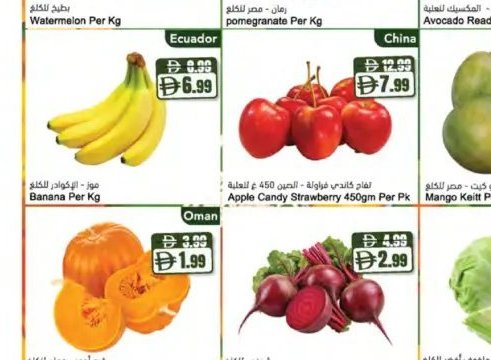 بطيخ للكلغ
Watermelon Per Kg
رمان - مصر للكلغ
pomegranate Per Kg
المكسيك للعلبة
Avocado Read
Ecuador
8.99
6.99
موز - الإكوادور للكلغ
Banana Per Kg
China
12.99
7.99
تفاح كاندي فراولة - الصين 450 غ للعلبة
Apple Candy Strawberry 450gm Per Pk
كيت - مصر للكلغ
Mango Keitt P
Oman
3.99
1.99
4.99
2.99